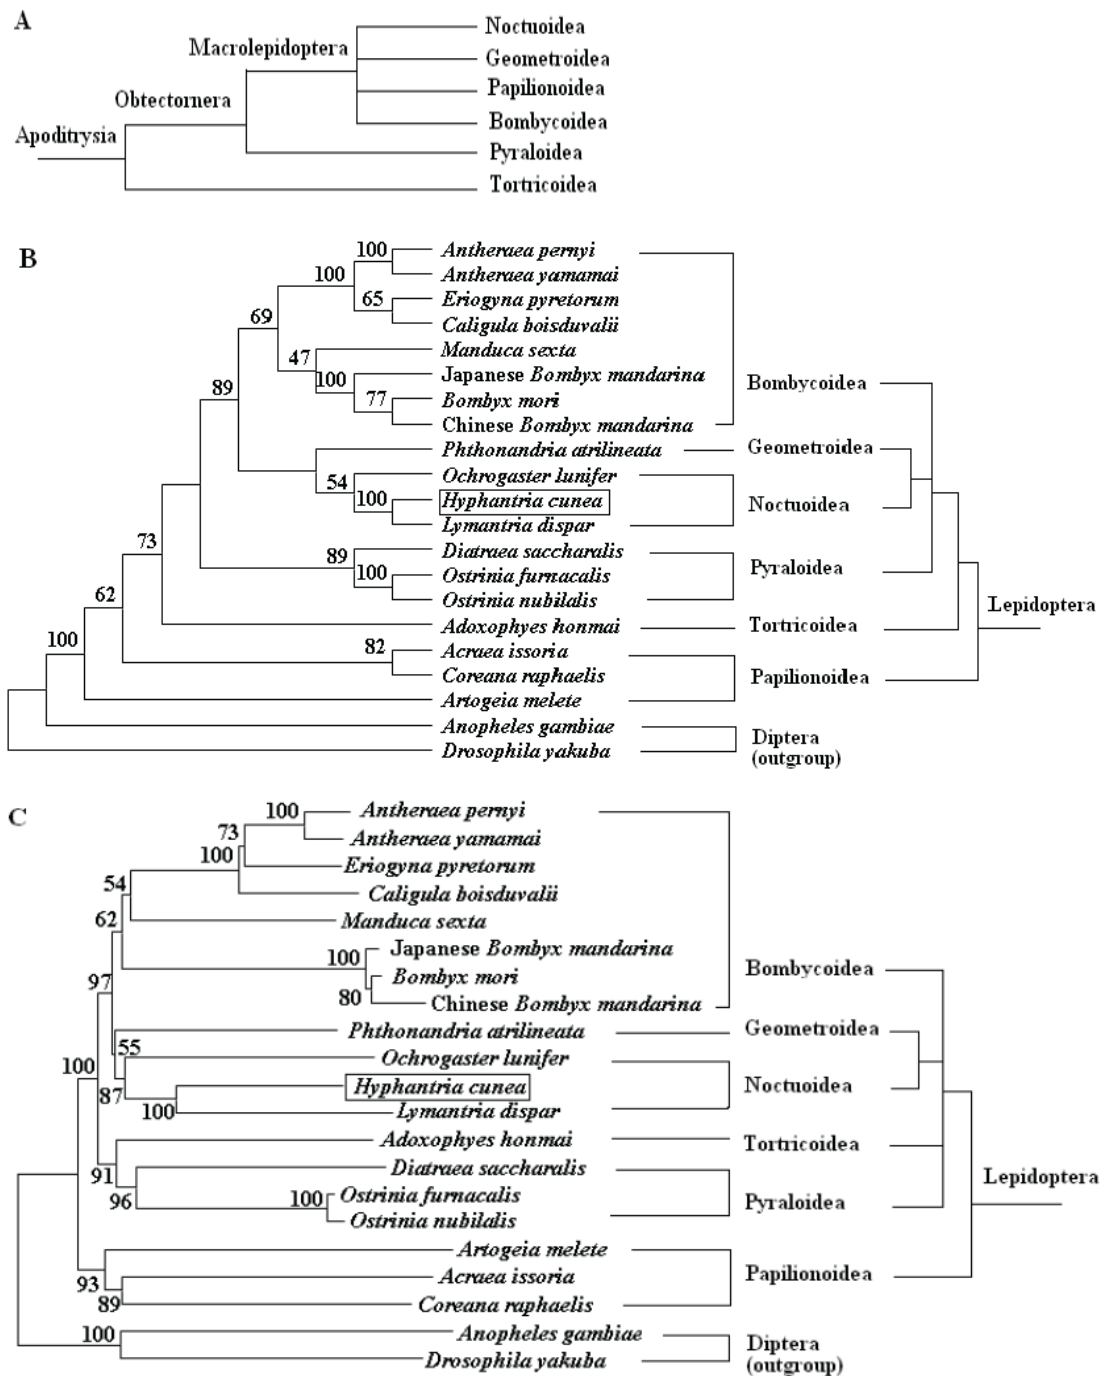 A
Noctuoidea
Macrolepidoptera
Geometroidea
Papilionoidea
Obtectornera
Bombycoidea
Apoditrysia
Pyraloidea
Tortricoidea
B
100
Antheraea pernyi
100
Antheraea yamamai
65
Eriogyna pyretorum
69
Caligula boisduvalii
47
Manduca sexta
100
Japanese Bombyx mandarina
89
Bombycoidea
77
Bombyx mori
Chinese Bombyx mandarina
Phthonandria atrilineata
Geometroidea
54
Ochrogaster lunifer
100
Hyphantria cunea
Noctuoidea
Lymantria dispar
73
89
Diatraea saccharalis
100
Ostrinia furnacalis
Pyraloidea
62
Ostrinia nubilalis
Lepidoptera
Adoxophyes honmai
Tortricoidea
100
82
Acraea issoria
Coreana raphaelis
Papilionoidea
Artogeia melete
Anopheles gambiae
Diptera
(outgroup)
Drosophila yakuba
C
100
Antheraea pernyi
73
Antheraea yamamai
100
Eriogyna pyretorum
54
Caligula boisduvalii
62
Manduca sexta
100
Japanese Bombyx mandarina
97
Bombyx mori
Bombycoidea
80
Chinese Bombyx mandarina
Phthonandria atrilineata
Geometroidea
55
Ochrogaster lunifer
100
87
Hyphantria cunea
Noctuoidea
100
Lymantria dispar
Adoxophyes honmai
Tortricoidea
91
Diatraea saccharalis
Lepidoptera
96
100
Ostrinia furnacalis
Pyraloidea
Ostrinia nubilalis
Artogeia melete
93
Acraea issoria
Papilionoidea
89
Coreana raphaelis
100
Anopheles gambiae
Diptera
(outgroup)
Drosophila yakuba